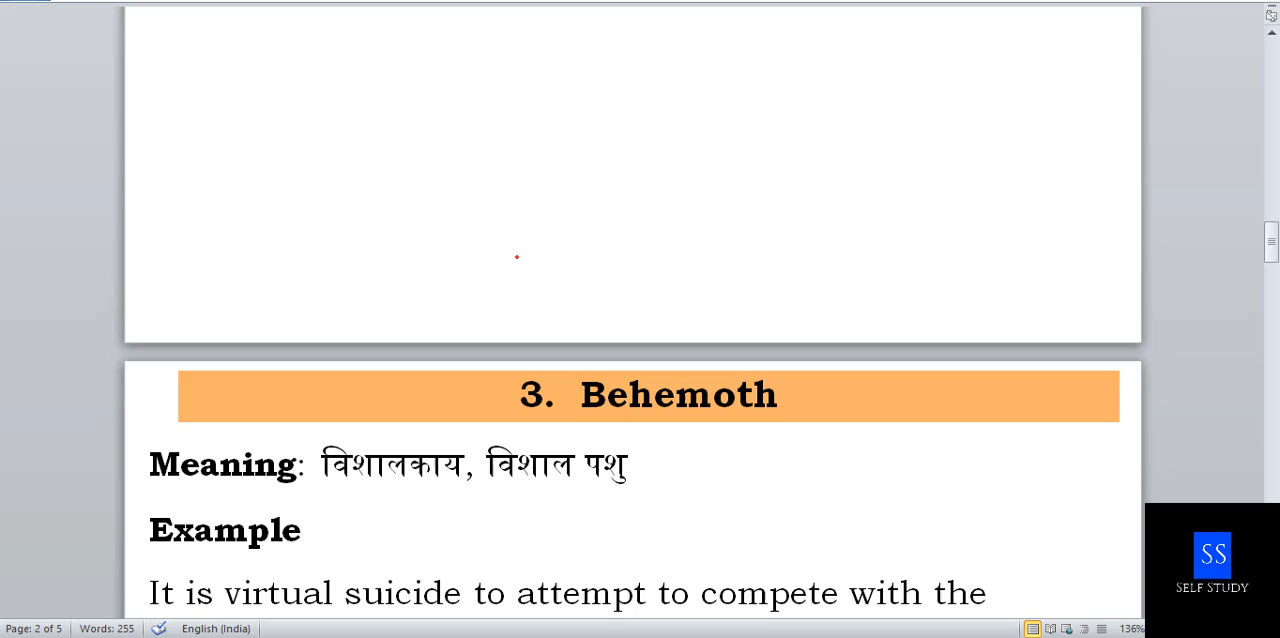 3. Behemoth
Meaning: विशालकाय, विशाल पशु
Example
It is virtual suicide to attempt to compete with the
SS
SELF STUDY
Page: 2 of 5 Words: 255 English (India) 136%